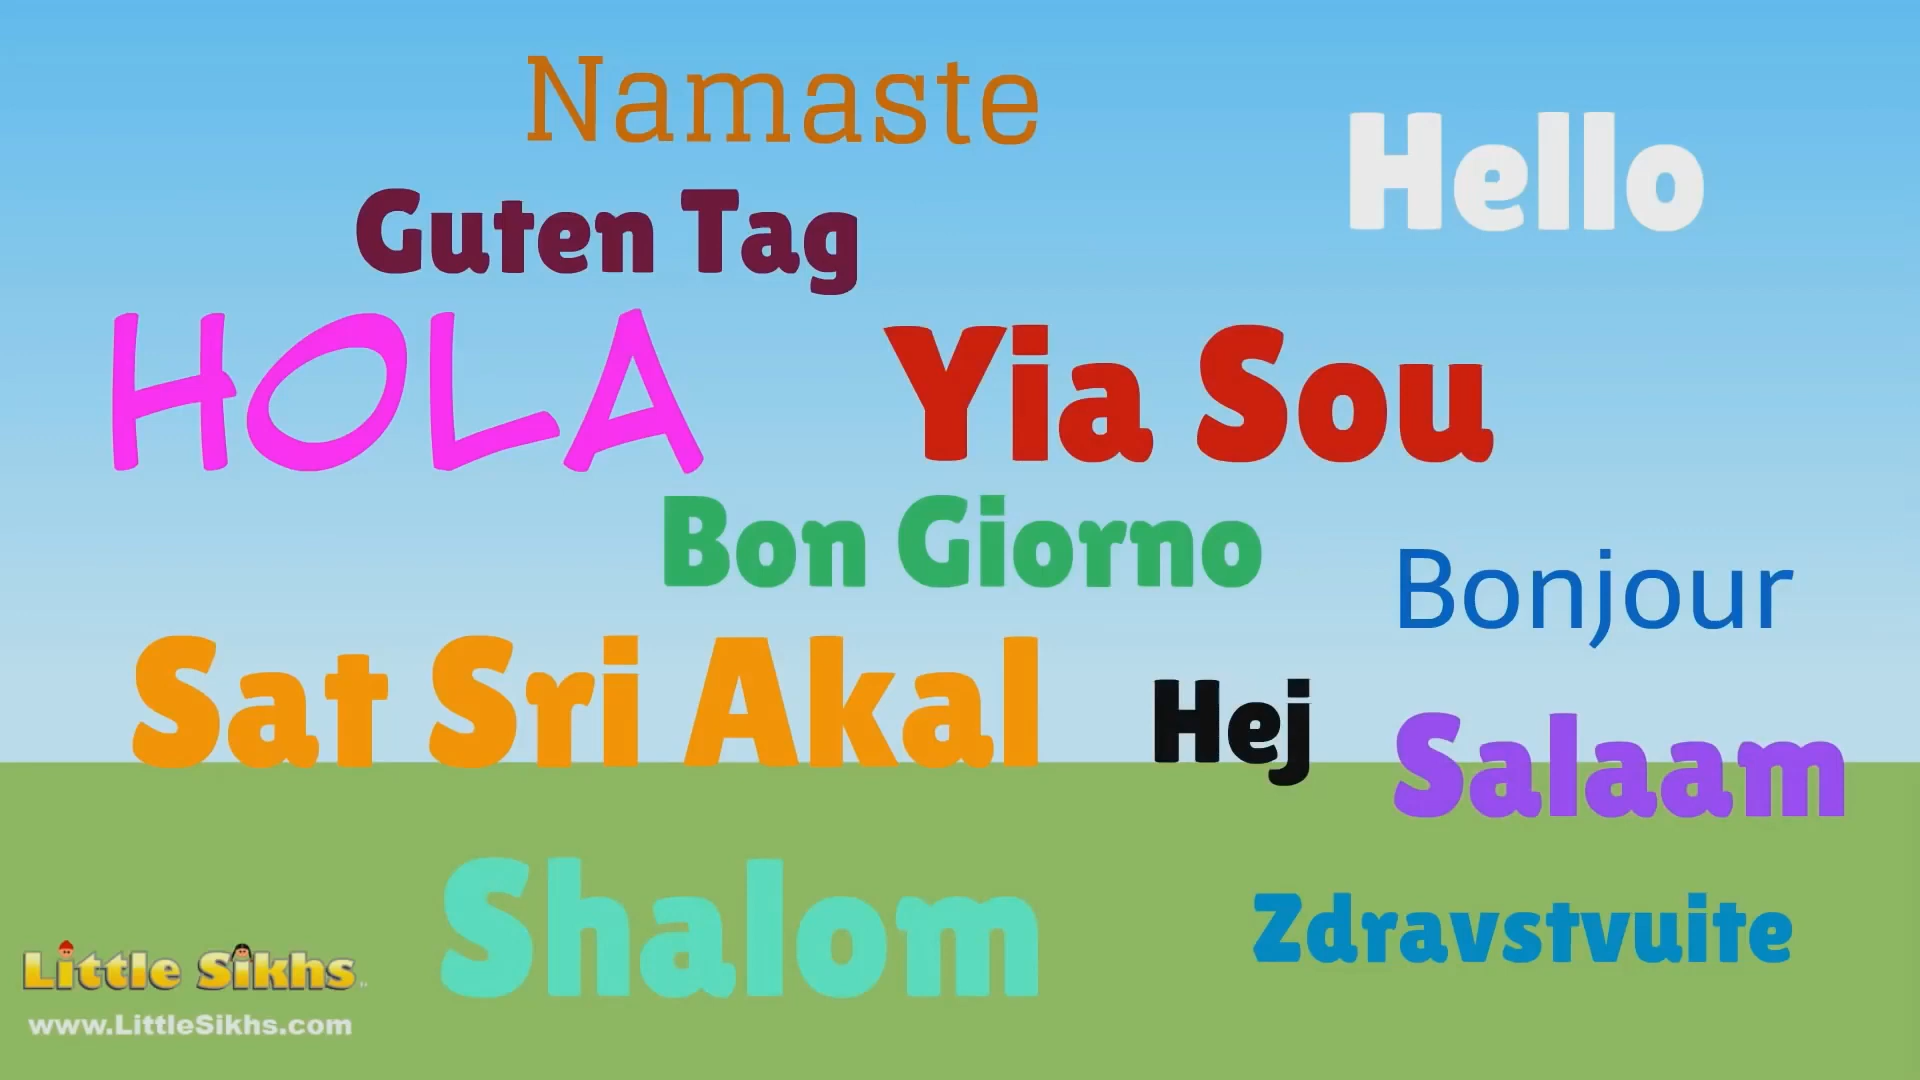 Namaste
Hello
Guten Tag
HOLA
Yia Sou
Bon Giorno
Bonjour
Sat Sri Akal
Hej
Salaam
Shalom
Zdravstvuite
Little Sikhs
www.LittleSikhs.com